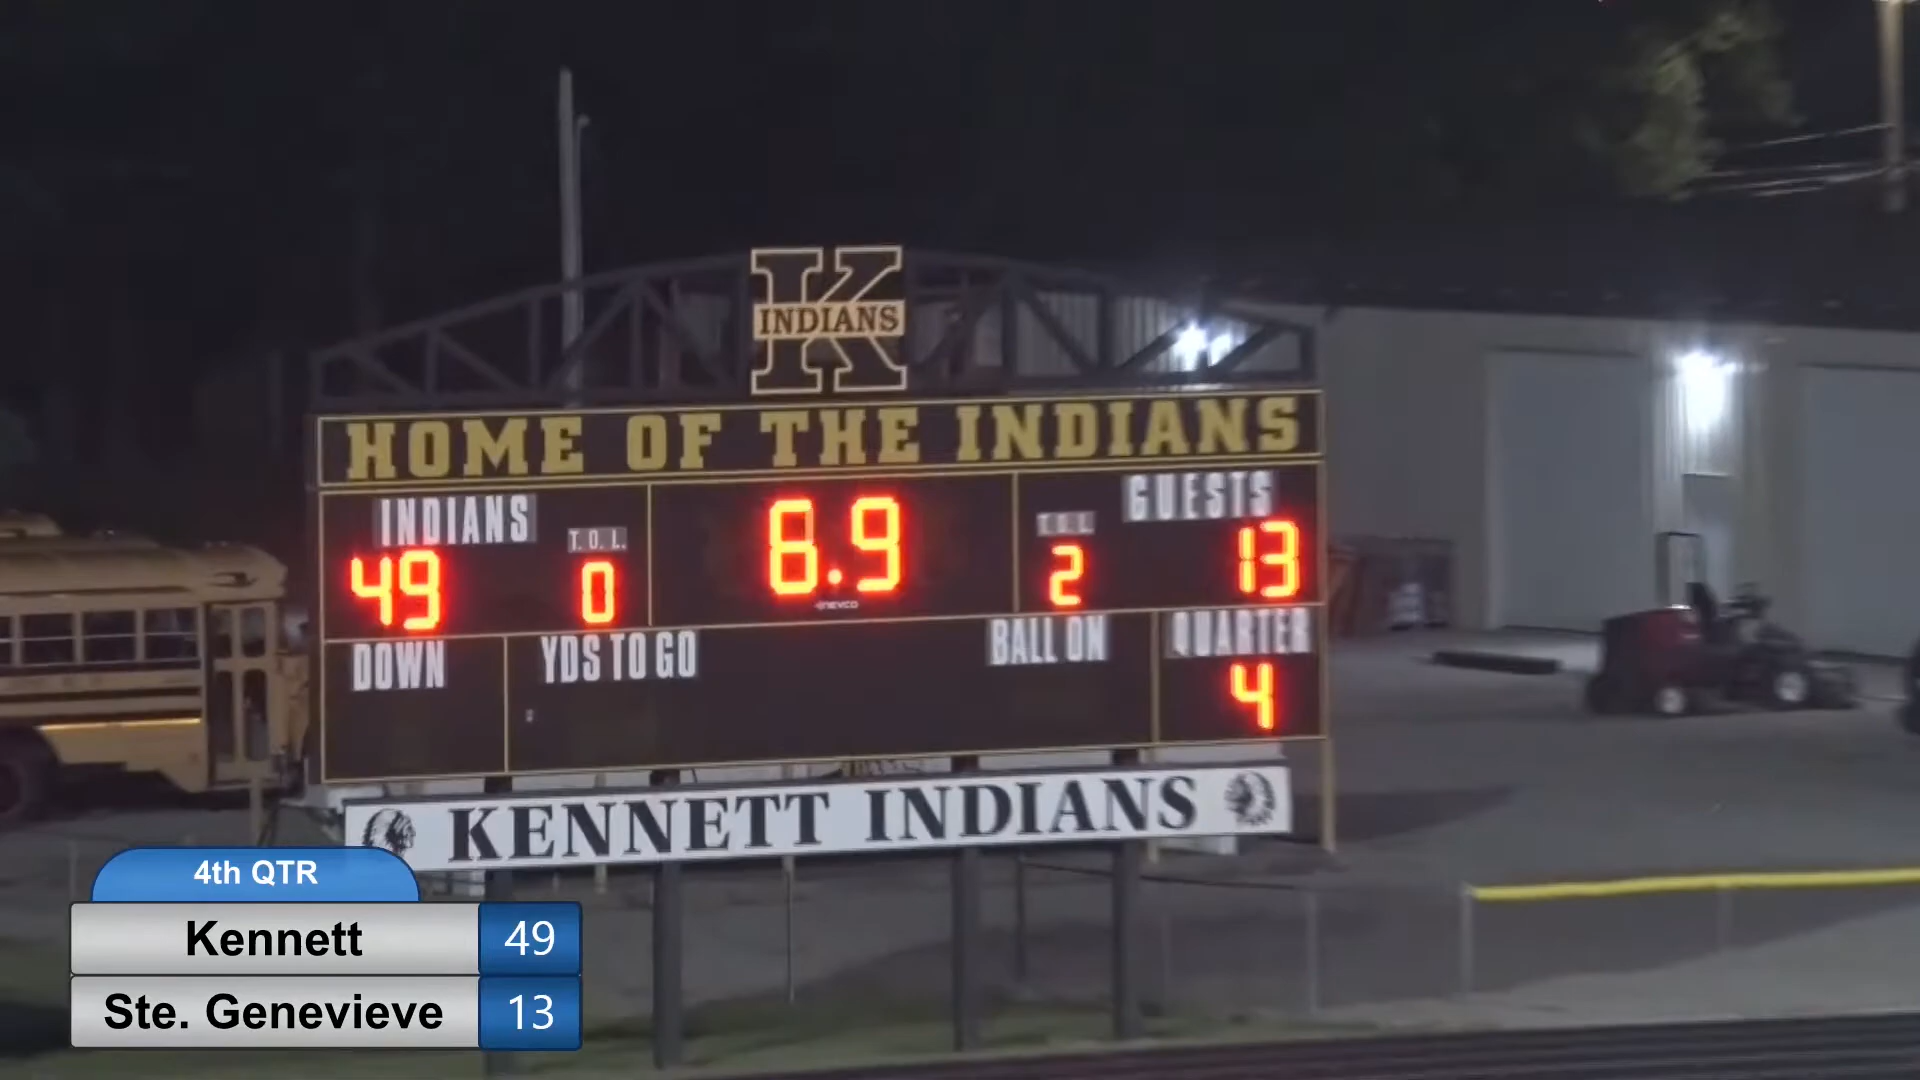 K
INDIANS
HOME OF THE INDIANS
INDIANS
T. O. L.
6.9
T. O. L.
GUESTS
49
0
NEVCO
2
13
DOWN
YDS TO GO
BALL ON
QUARTER
4
KENNETT INDIANS
4th QTR
Kennett 49
Ste. Genevieve 13